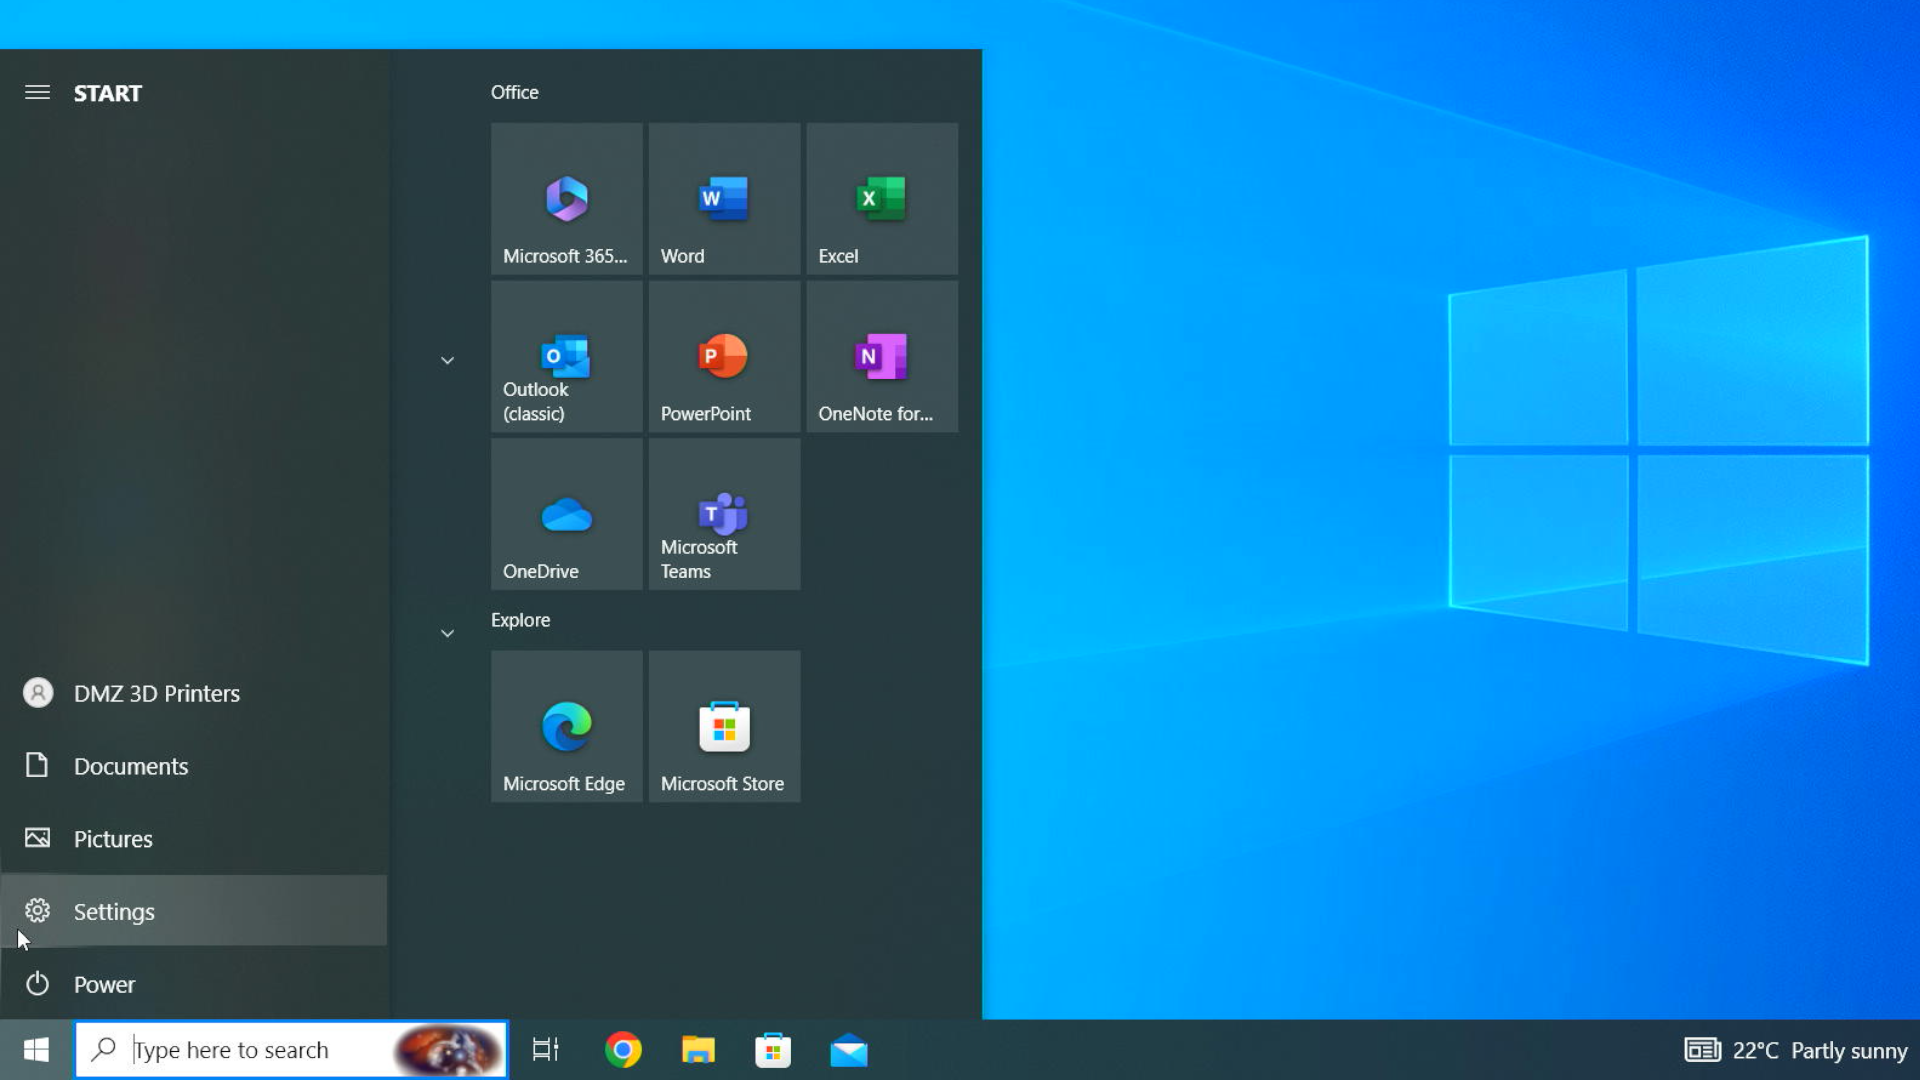 START
Office
Microsoft 365...
W
Word
X
Excel
O
Outlook
(classic)
P
PowerPoint
N
OneNote for...
OneDrive
T
Microsoft
Teams
Explore
Microsoft Edge
Microsoft Store
DMZ 3D Printers
Documents
Pictures
Settings
Power
Type here to search
22°C Partly sunny